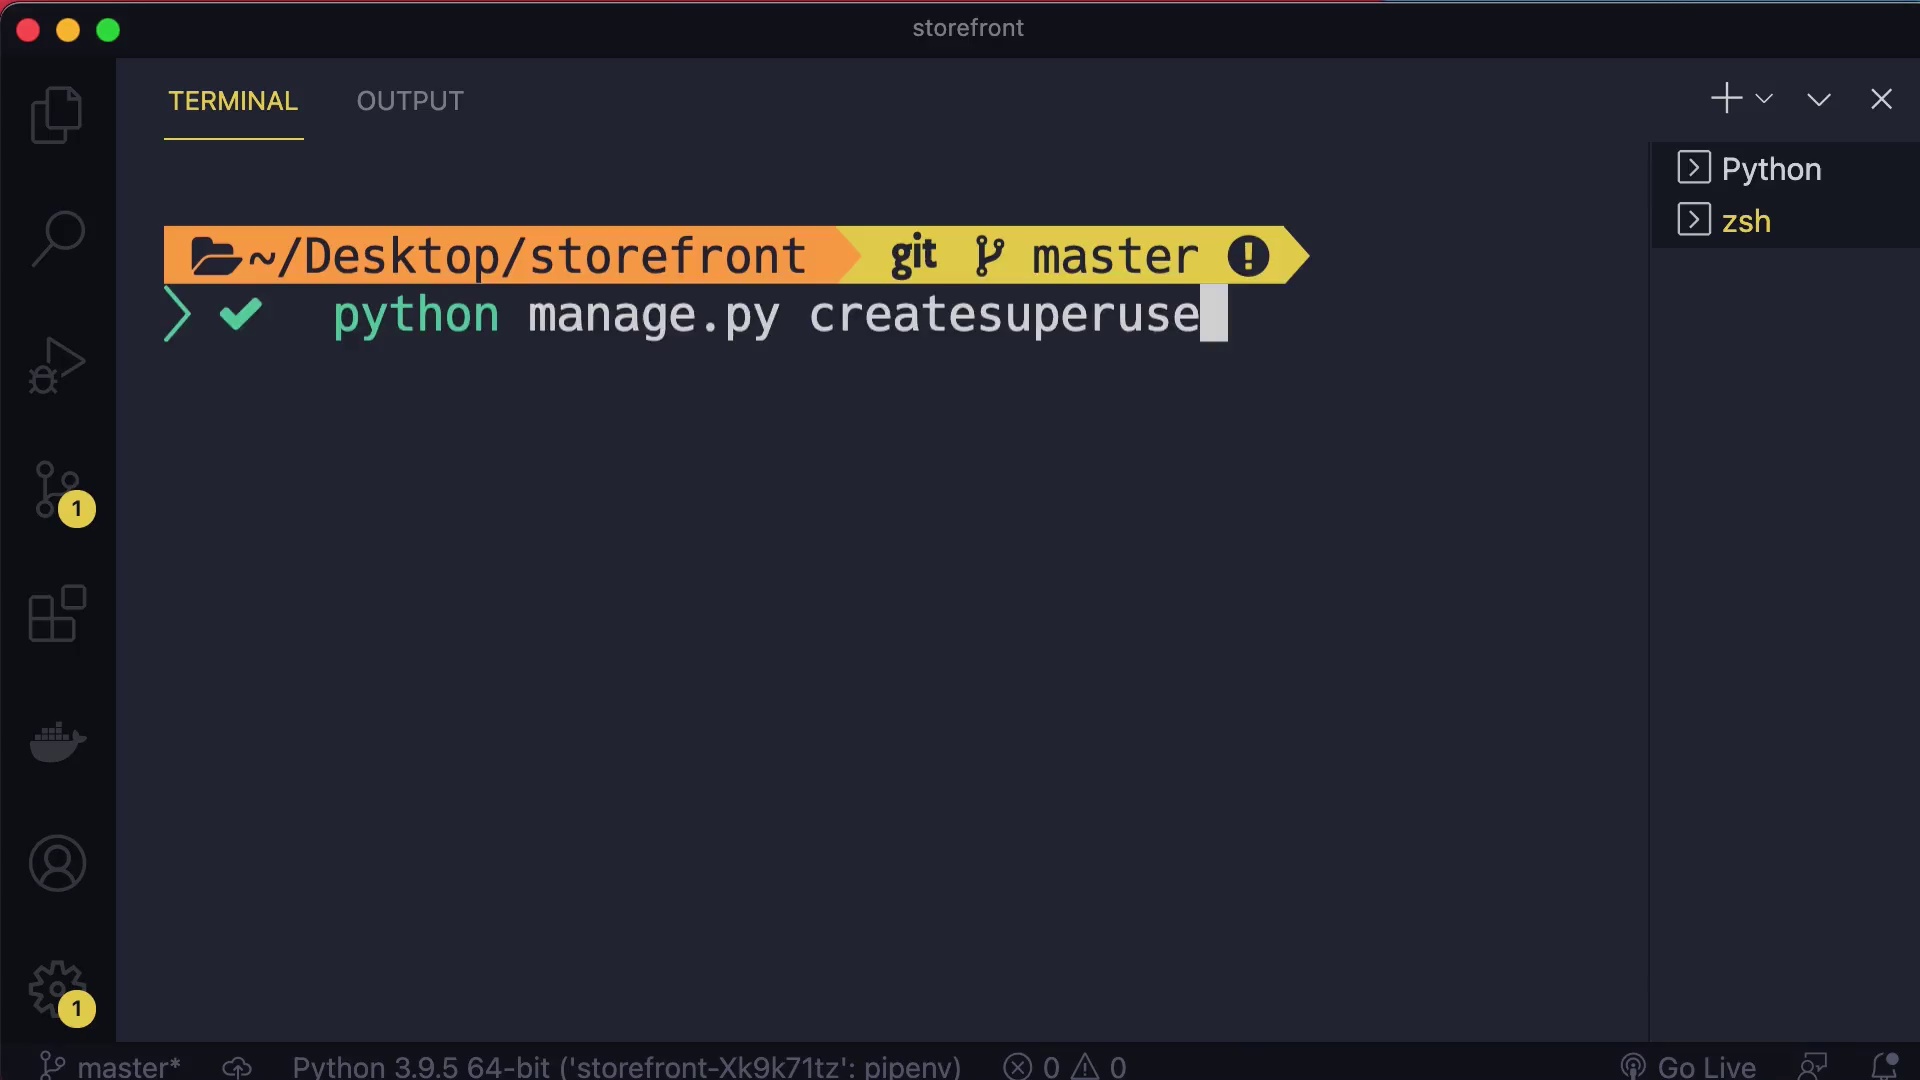 storefront
TERMINAL OUTPUT
Python
zsh
~/Desktop/storefront git master
python manage.py createsuperuse
1
1
master* Python 3.9.5 64-bit ('storefront-Xk9k71tz': pipenv) 0 0 Go Live